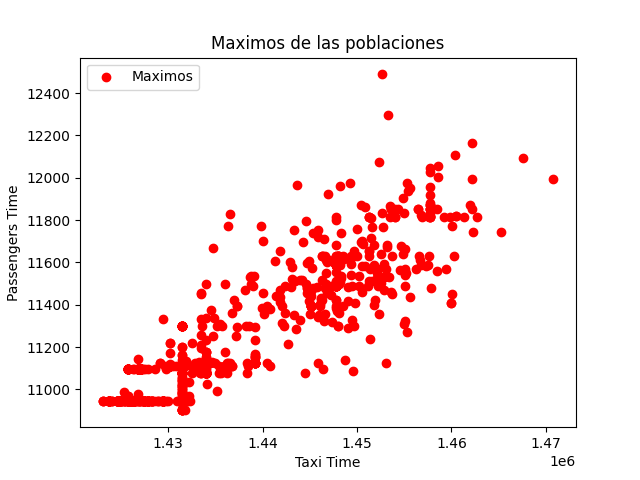 Maximos de las poblaciones
Maximos
Passengers Time
12400
12200
12000
11800
11600
11400
11200
11000
1.43 1.44 1.45 1.46 1.47
1e6
Taxi Time